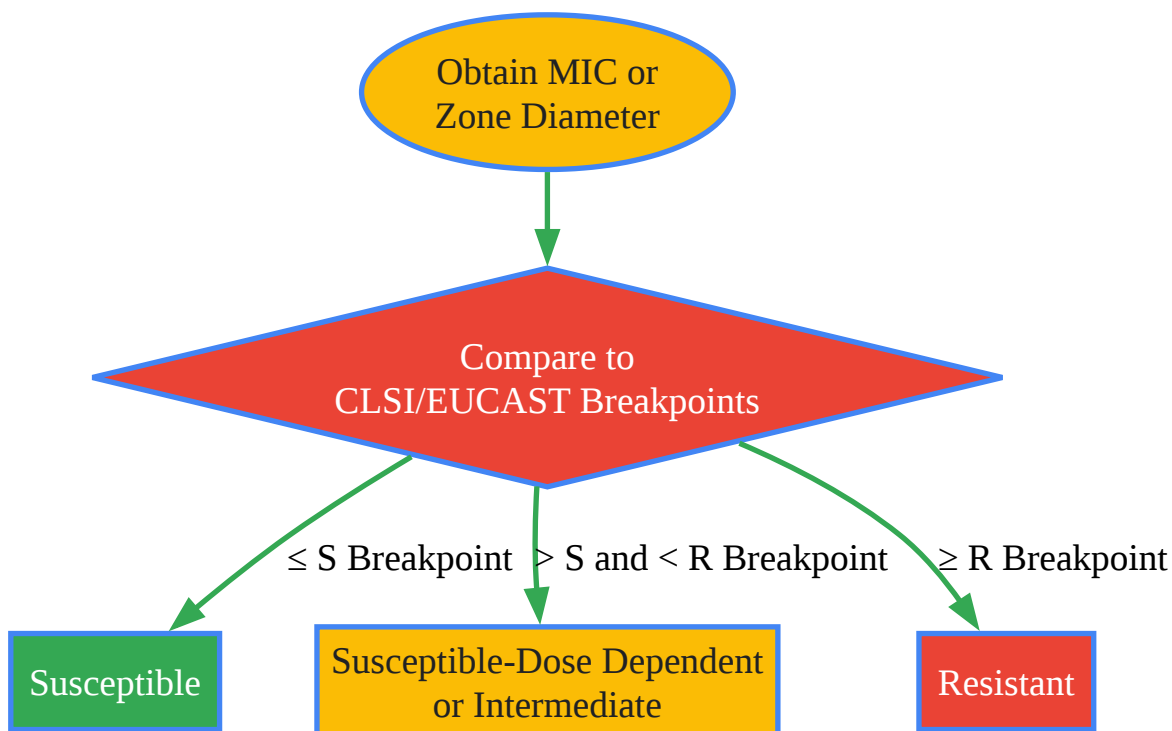 Obtain MIC or
Zone Diameter
Compare to
CLSI/EUCAST Breakpoints
≤ S Breakpoint
> S and < R Breakpoint
≥ R Breakpoint
Susceptible
Susceptible-Dose Dependent
or Intermediate
Resistant